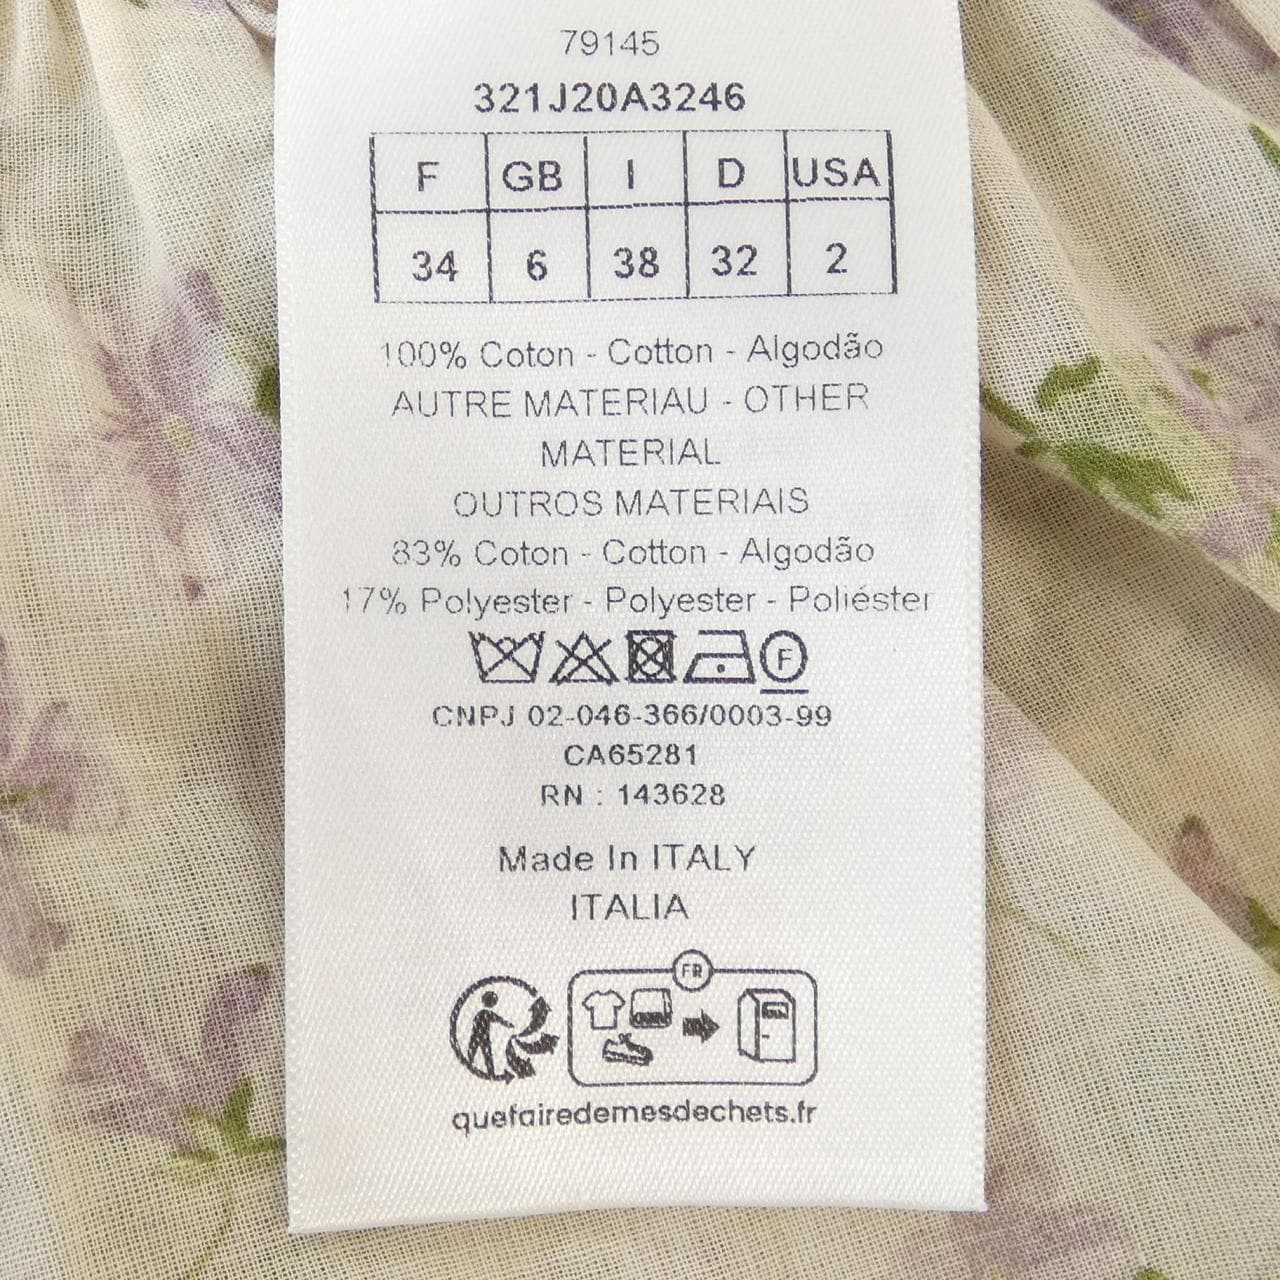 79145
321J20A3246
F GB I D USA
34 6 38 32 2
100% Coton - Cotton - Algodão
AUTRE MATERIAU - OTHER
MATERIAL
OUTROS MATERIAIS
83% Coton - Cotton - Algodão
17% Polyester - Polyester - Poliéster
F
CNPJ 02-046-366/0003-99
CA65281
RN : 143628
Made In ITALY
ITALIA
FR
quefairedemesdechets.fr